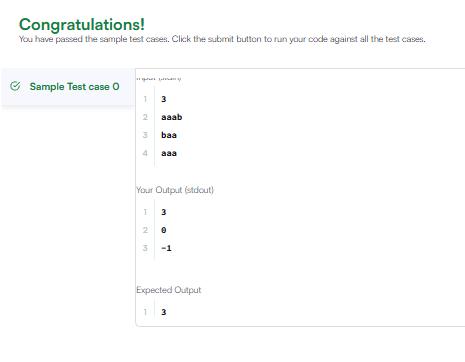 Congratulations!
You have passed the sample test cases. Click the submit button to run your code against all the test cases.
Sample Test case 0
Input (stdin)
1 3
2 aaab
3 baa
4 aaa
Your Output (stdout)
1 3
2 0
3 -1
Expected Output
1 3